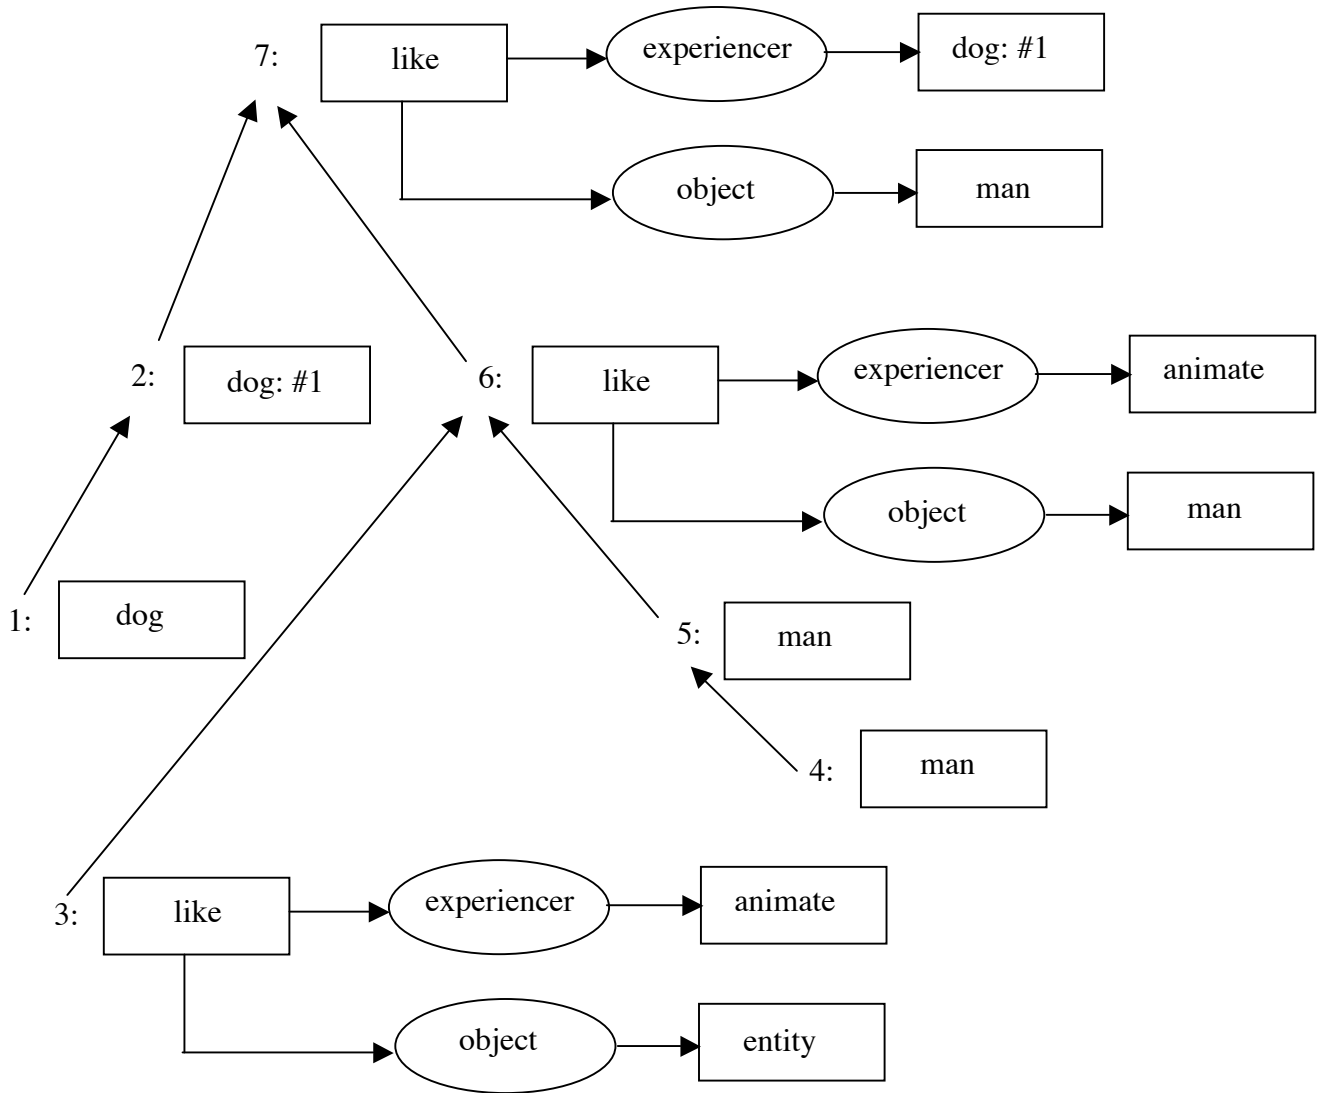 7: like experiencer dog: #1
object man
2: dog: #1 6: like experiencer animate
object man
1: dog 5: man
4: man
3: like experiencer animate
object entity